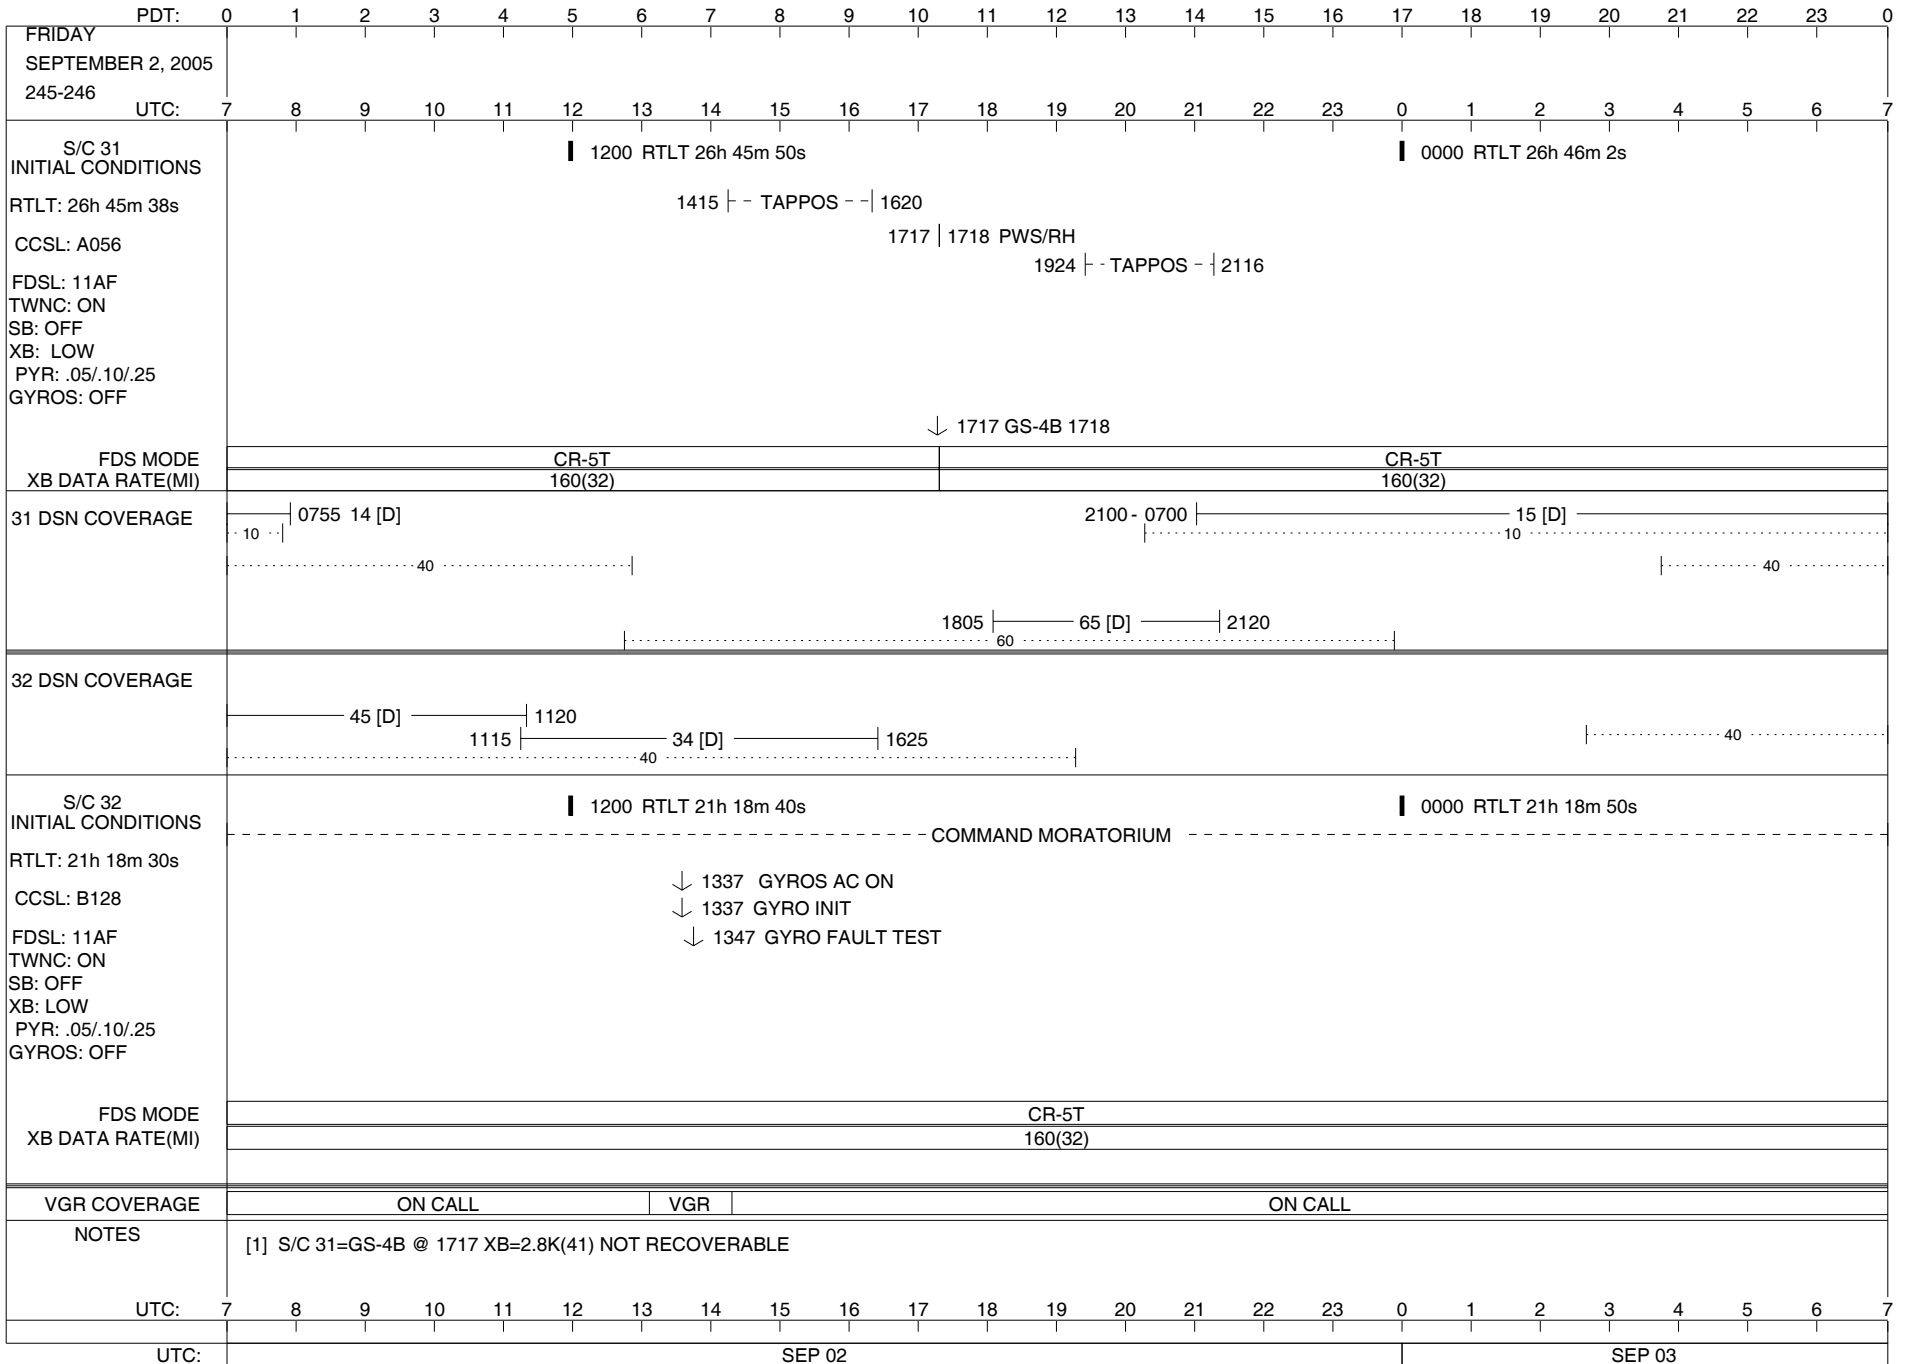 PDT: 0 1 2 3 4 5 6 7 8 9 10 11 12 13 14 15 16 17 18 19 20 21 22 23 0
FRIDAY
SEPTEMBER 2, 2005
245-246
UTC: 7 8 9 10 11 12 13 14 15 16 17 18 19 20 21 22 23 0 1 2 3 4 5 6 7
S/C 31
INITIAL CONDITIONS
1200 RTLT 26h 45m 50s
0000 RTLT 26h 46m 2s
RTLT: 26h 45m 38s
1415 TAPPOS 1620
CCSL: A056
1717 1718 PWS/RH
1924 TAPPOS 2116
FDSL: 11AF
TWNC: ON
SB: OFF
XB: LOW
PYR: .05/.10/.25
GYROS: OFF
1717 GS-4B 1718
FDS MODE CR-5T CR-5T
XB DATA RATE(MI) 160(32) 160(32)
31 DSN COVERAGE 0755 14 [D] 2100 - 0700 15 [D]
10 10
40 40
1805 65 [D] 2120
60
32 DSN COVERAGE
45 [D] 1120
1115 34 [D] 1625 40
40
S/C 32
INITIAL CONDITIONS
1200 RTLT 21h 18m 40s
0000 RTLT 21h 18m 50s
COMMAND MORATORIUM
RTLT: 21h 18m 30s
1337 GYROS AC ON
CCSL: B128
1337 GYRO INIT
1347 GYRO FAULT TEST
FDSL: 11AF
TWNC: ON
SB: OFF
XB: LOW
PYR: .05/.10/.25
GYROS: OFF
FDS MODE CR-5T
XB DATA RATE(MI) 160(32)
VGR COVERAGE ON CALL VGR ON CALL
NOTES
[1] S/C 31=GS-4B @ 1717 XB=2.8K(41) NOT RECOVERABLE
UTC: 7 8 9 10 11 12 13 14 15 16 17 18 19 20 21 22 23 0 1 2 3 4 5 6 7
UTC: SEP 02 SEP 03